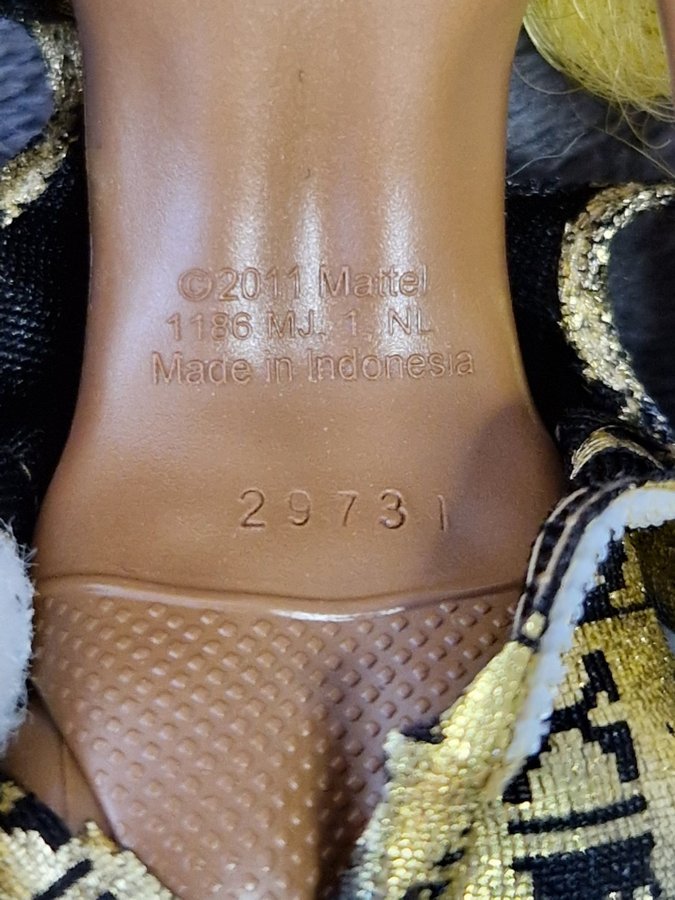 ©2011 Mattel
1186 MJ. 1. NL
Made in Indonesia
29731